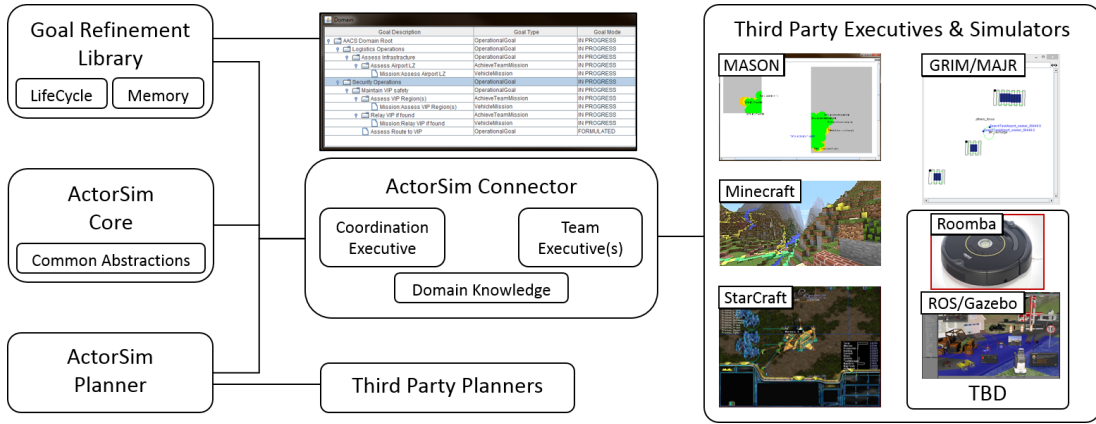 Goal Refinement
Library
LifeCycle
Memory
ActorSim
Core
Common Abstractions
ActorSim
Planner
Domain
Goal Description Goal Type Goal Mode
AACS Domain Root OperationalGoal IN PROGRESS
Logistics Operations OperationalGoal IN PROGRESS
Assess Infrastructure OperationalGoal IN PROGRESS
Assess Airport LZ AchieveTeamMission IN PROGRESS
Mission:Assess Airport LZ VehicleMission IN PROGRESS
Security Operations OperationalGoal IN PROGRESS
Maintain VIP safety OperationalGoal IN PROGRESS
Assess VIP Region(s) AchieveTeamMission IN PROGRESS
Mission:Assess VIP Region(s) VehicleMission IN PROGRESS
Relay VIP if found AchieveTeamMission IN PROGRESS
Mission:Relay VIP if found VehicleMission IN PROGRESS
Assess Route to VIP OperationalGoal FORMULATED
ActorSim Connector
Coordination
Executive
Team
Executive(s)
Domain Knowledge
Third Party Planners
Third Party Executives & Simulators
MASON
GRIM/MAJR
Minecraft
Roomba
StarCraft
ROS/Gazebo
TBD